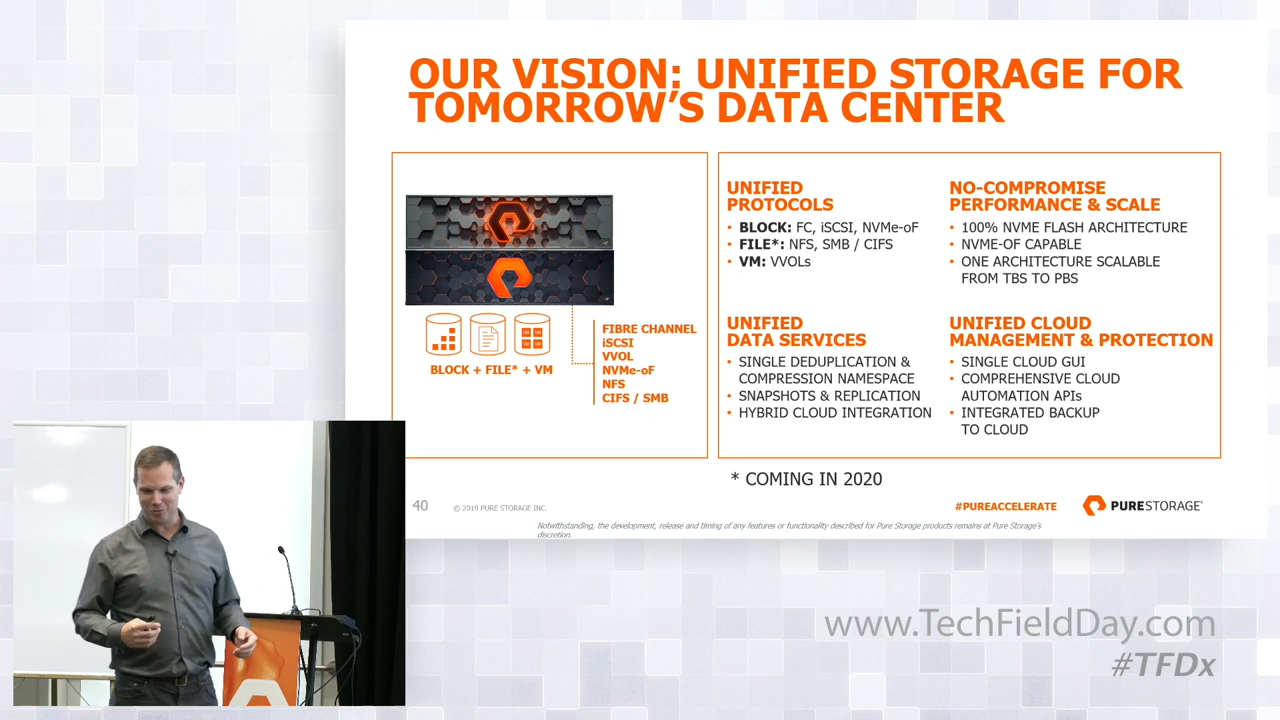 OUR VISION: UNIFIED STORAGE FOR
TOMORROW'S DATA CENTER
BLOCK + FILE* + VM
FIBRE CHANNEL
iSCSI
VVOL
NVMe-oF
NFS
CIFS / SMB
UNIFIED
PROTOCOLS
• BLOCK: FC, iSCSI, NVMe-oF
• FILE*: NFS, SMB / CIFS
• VM: VVOLs
NO-COMPROMISE
PERFORMANCE & SCALE
• 100% NVME FLASH ARCHITECTURE
• NVME-OF CAPABLE
• ONE ARCHITECTURE SCALABLE
FROM TBS TO PBS
UNIFIED
DATA SERVICES
• SINGLE DEDUPLICATION &
COMPRESSION NAMESPACE
• SNAPSHOTS & REPLICATION
• HYBRID CLOUD INTEGRATION
UNIFIED CLOUD
MANAGEMENT & PROTECTION
• SINGLE CLOUD GUI
• COMPREHENSIVE CLOUD
AUTOMATION APIs
• INTEGRATED BACKUP
TO CLOUD
* COMING IN 2020
40
© 2019 PURE STORAGE INC.
#PUREACCELERATE
PURESTORAGE®
Notwithstanding, the development, release and timing of any features or functionality described for Pure Storage products remains at Pure Storage's
discretion.
www.TechFieldDay.com
#TFDx